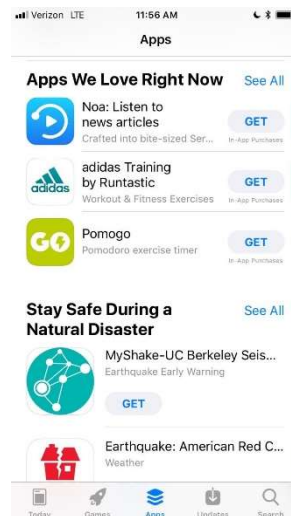 Verizon LTE 11:56 AM
Apps
Apps We Love Right Now See All
Noa: Listen to
news articles
Crafted into bite-sized Ser...
GET
In-App Purchases
adidas
adidas Training
by Runtastic
Workout & Fitness Exercises
GET
In-App Purchases
GO
Pomogo
Pomodoro exercise timer
GET
In-App Purchases
Stay Safe During a See All
Natural Disaster
MyShake-UC Berkeley Seis...
Earthquake Early Warning
GET
Earthquake: American Red C...
Weather
Today Games Apps Updates Search